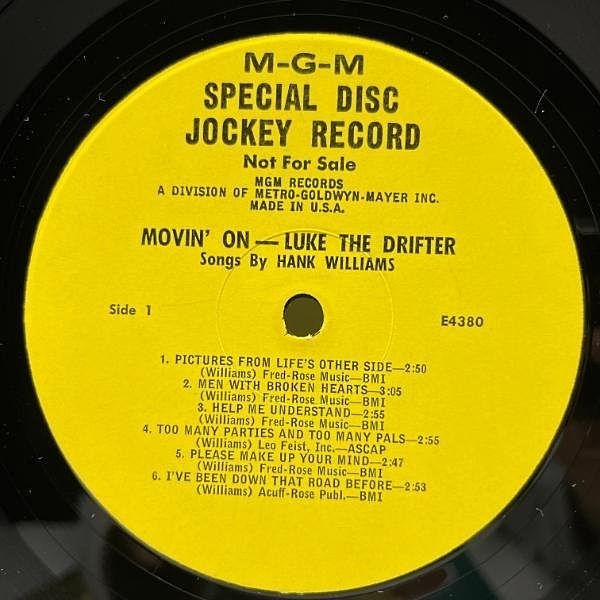 M-G-M
SPECIAL DISC
JOCKEY RECORD
Not For Sale
MGM RECORDS
A DIVISION OF METRO-GOLDWYN-MAYER INC.
MADE IN U.S.A.
MOVIN' ON — LUKE THE DRIFTER
Songs By HANK WILLIAMS
Side 1
E4380
1. PICTURES FROM LIFE'S OTHER SIDE—2:50
(Williams) Fred-Rose Music—BMI
2. MEN WITH BROKEN HEARTS—3:05
(Williams) Fred-Rose Music—BMI
3. HELP ME UNDERSTAND—2:55
(Williams) Fred-Rose Music—BMI
4. TOO MANY PARTIES AND TOO MANY PALS—2:55
(Williams) Leo Feist, Inc.—ASCAP
5. PLEASE MAKE UP YOUR MIND—2:47
(Williams) Fred-Rose Music—BMI
6. I'VE BEEN DOWN THAT ROAD BEFORE—2:53
(Williams) Acuff-Rose Publ.—BMI